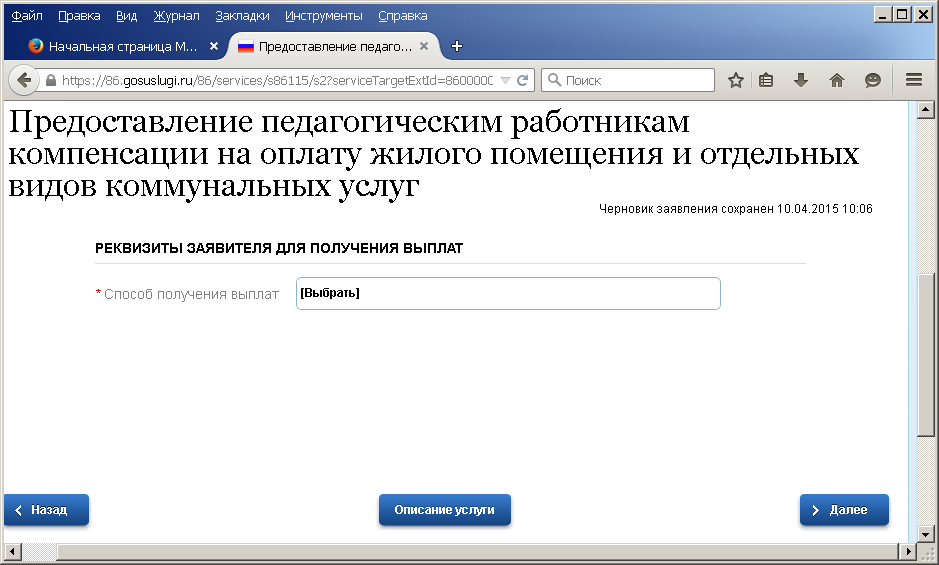 Файл Правка Вид Журнал Закладки Инструменты Справка
Начальная страница M... Предоставление педаго...
https://86.gosuslugi.ru/86/services/s86115/s2?serviceTargetExtId=860000 Поиск
Предоставление педагогическим работникам
компенсации на оплату жилого помещения и отдельных
видов коммунальных услуг
Черновик заявления сохранен 10.04.2015 10:06
РЕКВИЗИТЫ ЗАЯВИТЕЛЯ ДЛЯ ПОЛУЧЕНИЯ ВЫПЛАТ
* Способ получения выплат [Выбрать]
Назад Описание услуги Далее